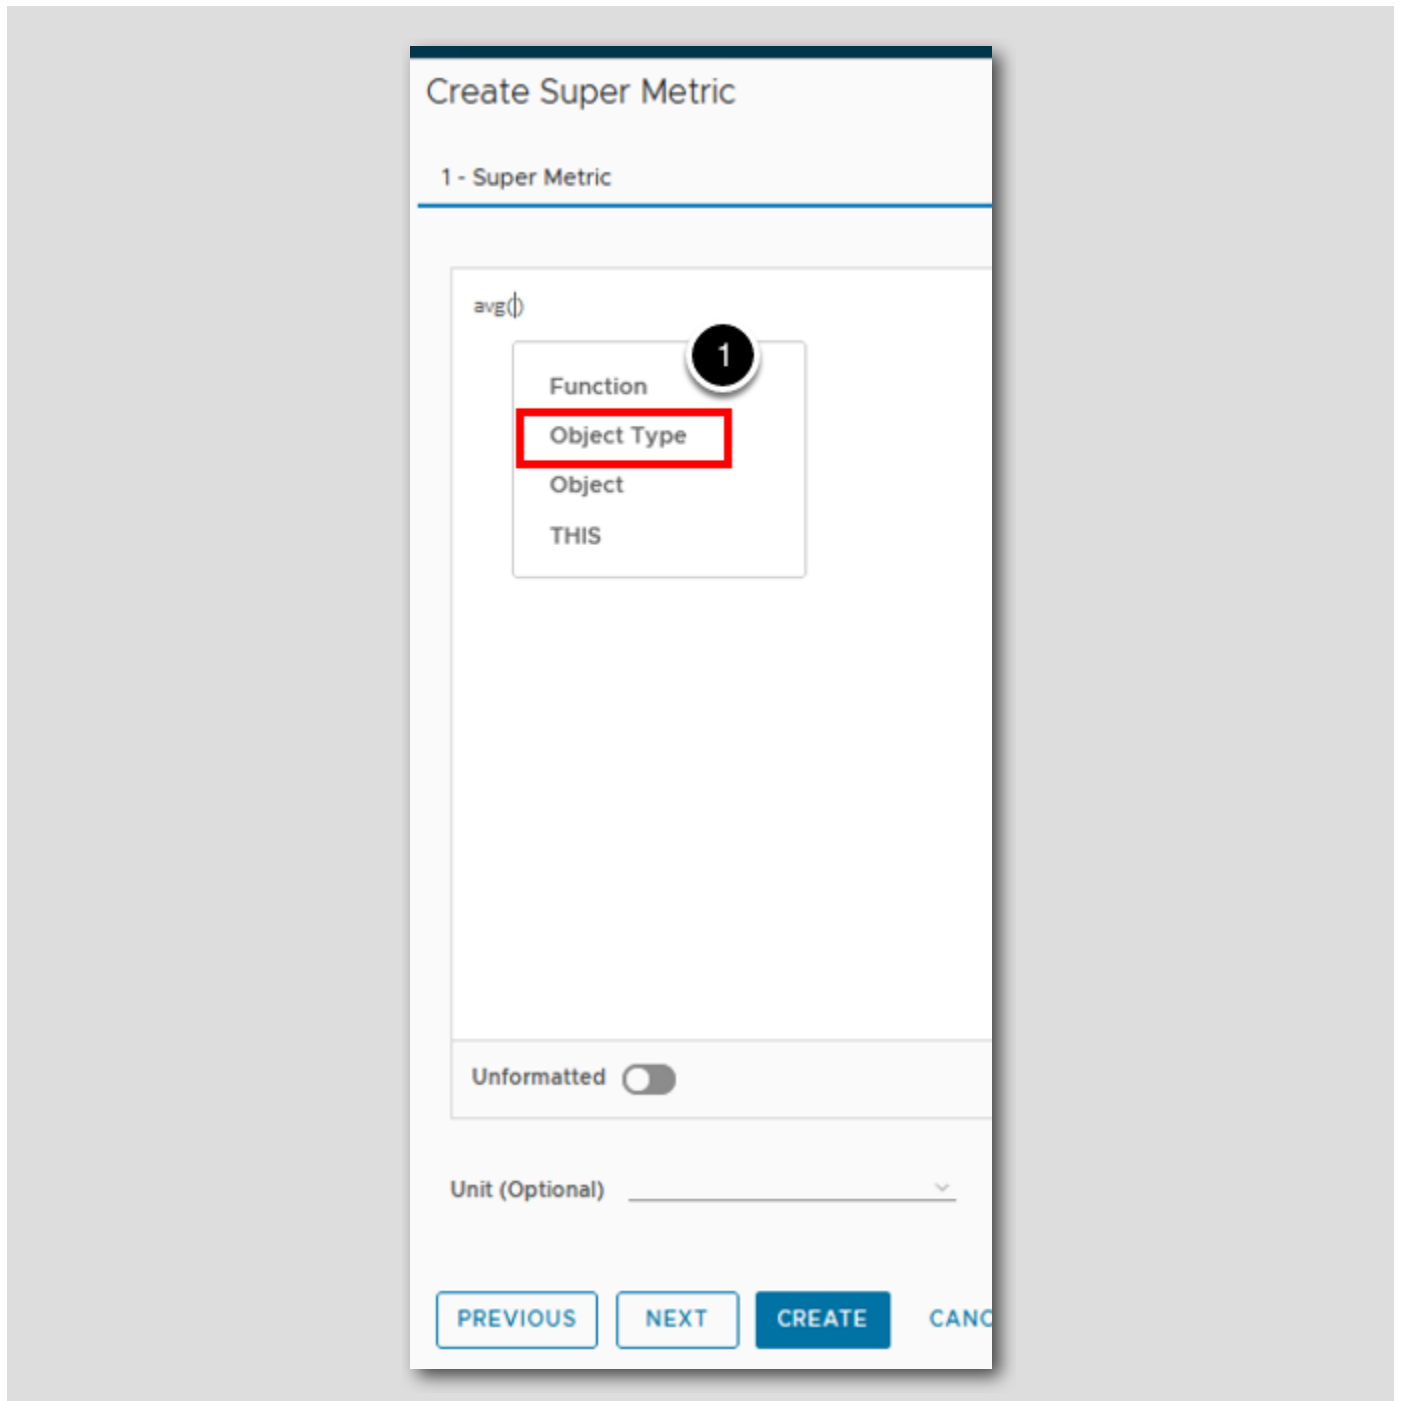 Create Super Metric
1 - Super Metric
avg()
1
Function
Object Type
Object
THIS
Unformatted
Unit (Optional)
PREVIOUS NEXT CREATE CANC